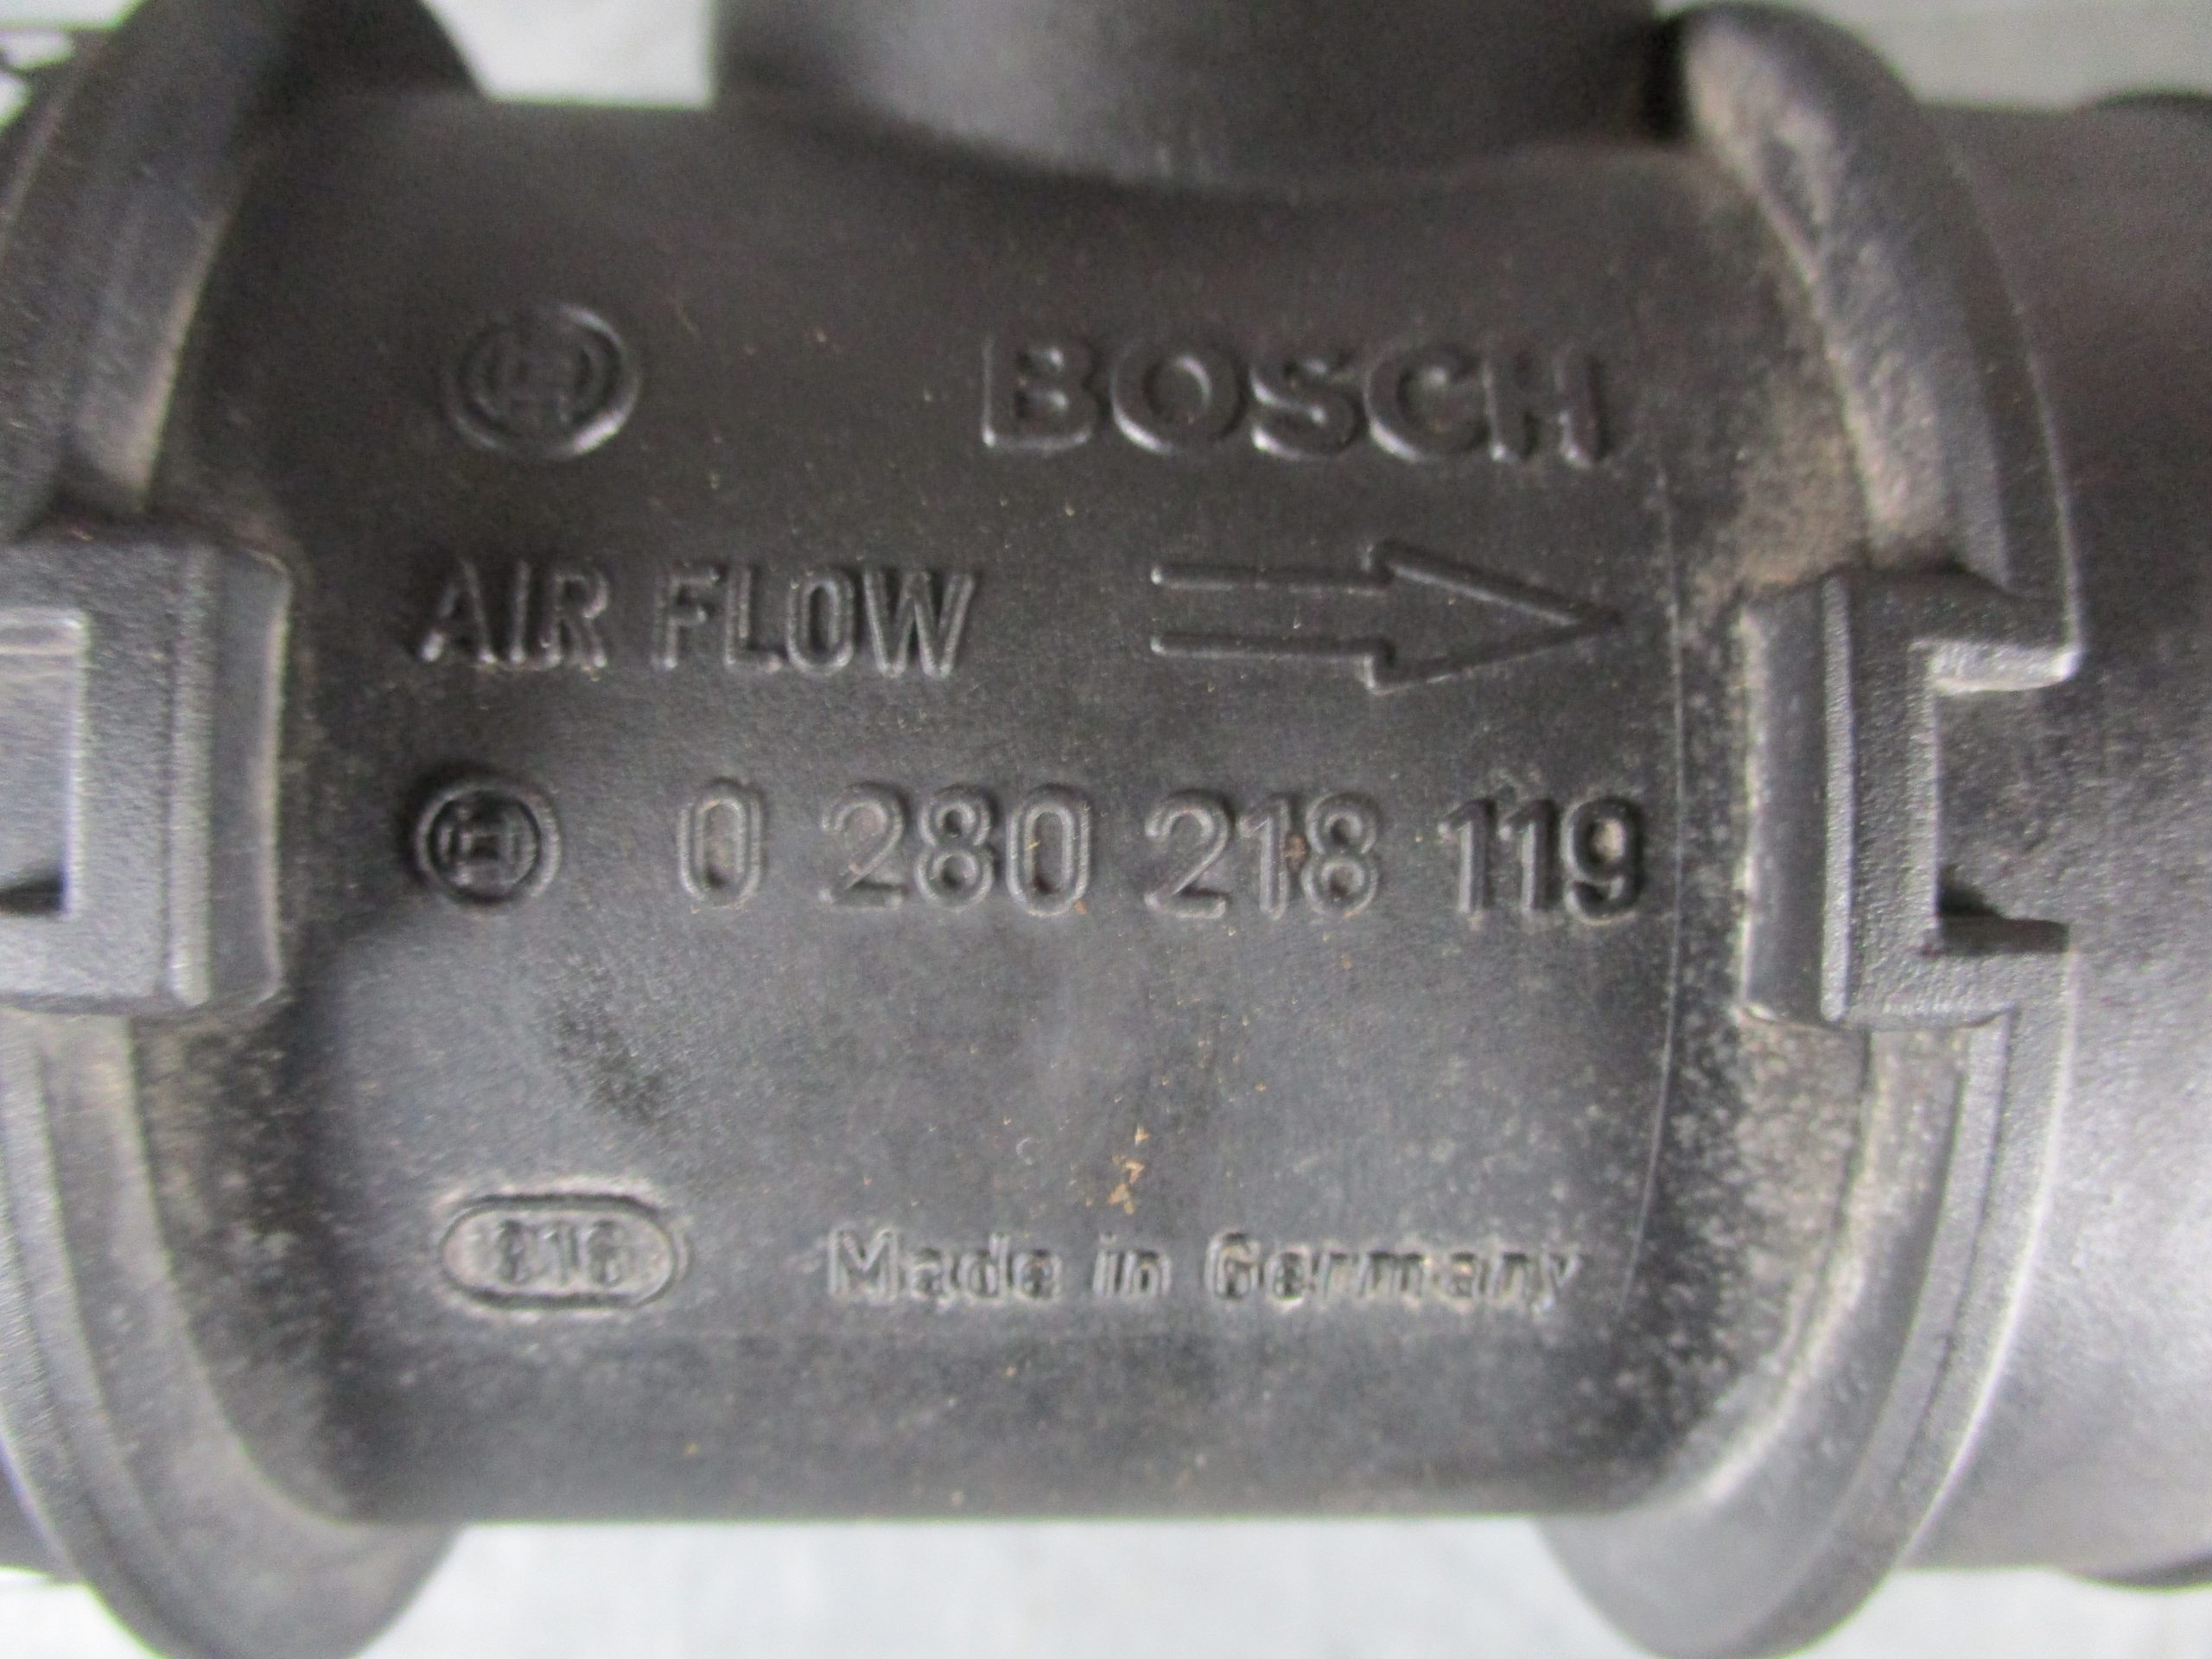 BOSCH
AIR FLOW
0 280 218 119
Made in Germany